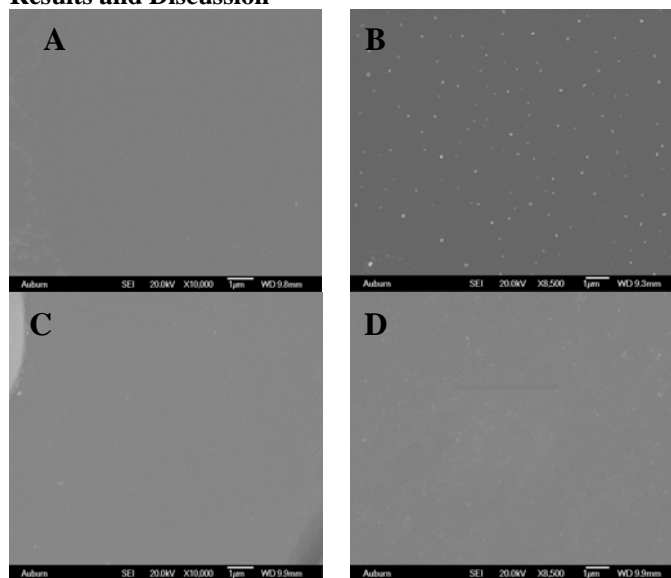 Results and Discussion
A
B
Auburn SEI 20.0kV X10,000 1μm WD 9.8mm
Auburn SEI 20.0kV X8,500 1μm WD 9.3mm
C
D
Auburn SEI 20.0kV X10,000 1μm WD 9.9mm
Auburn SEI 20.0kV X8,500 1μm WD 9.9mm